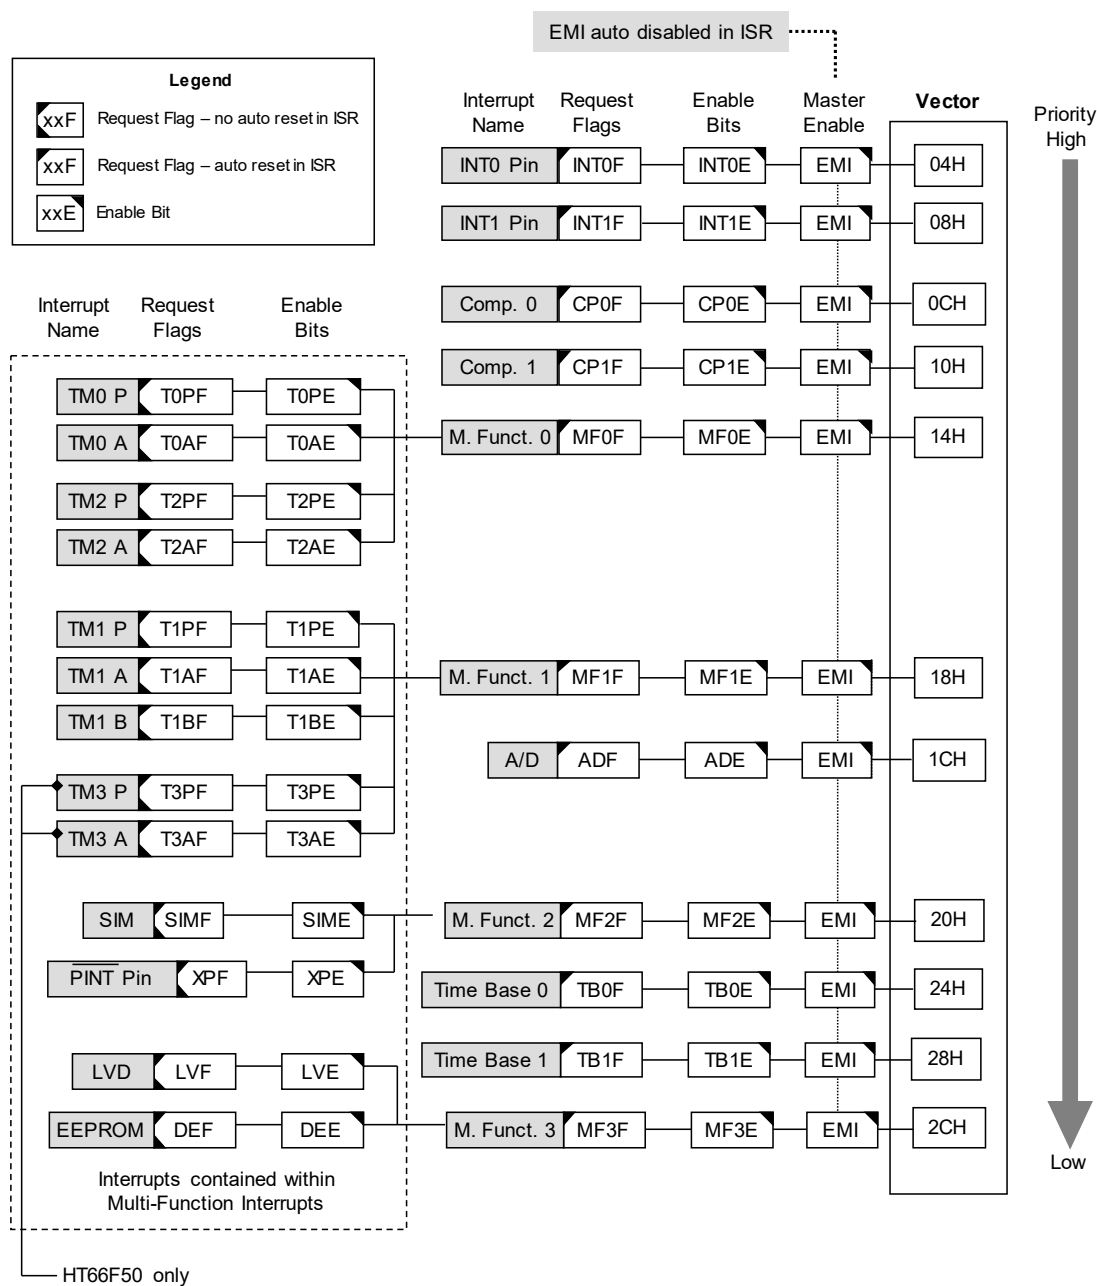 EMI auto disabled in ISR
Legend
xxF Request Flag – no auto reset in ISR
xxF Request Flag – auto reset in ISR
xxE Enable Bit
Interrupt Name Request Flags Enable Bits Master Enable Vector
Priority High
INT0 Pin INT0F INT0E EMI 04H
INT1 Pin INT1F INT1E EMI 08H
Comp. 0 CP0F CP0E EMI 0CH
Comp. 1 CP1F CP1E EMI 10H
Interrupt Name Request Flags Enable Bits
TM0 P T0PF T0PE
TM0 A T0AF T0AE M. Funct. 0 MF0F MF0E EMI 14H
TM2 P T2PF T2PE
TM2 A T2AF T2AE
TM1 P T1PF T1PE
TM1 A T1AF T1AE M. Funct. 1 MF1F MF1E EMI 18H
TM1 B T1BF T1BE
A/D ADF ADE EMI 1CH
TM3 P T3PF T3PE
TM3 A T3AF T3AE
SIM SIMF SIME M. Funct. 2 MF2F MF2E EMI 20H
PINT Pin XPF XPE Time Base 0 TB0F TB0E EMI 24H
LVD LVF LVE Time Base 1 TB1F TB1E EMI 28H
EEPROM DEF DEE M. Funct. 3 MF3F MF3E EMI 2CH
Low
Interrupts contained within
Multi-Function Interrupts
HT66F50 only